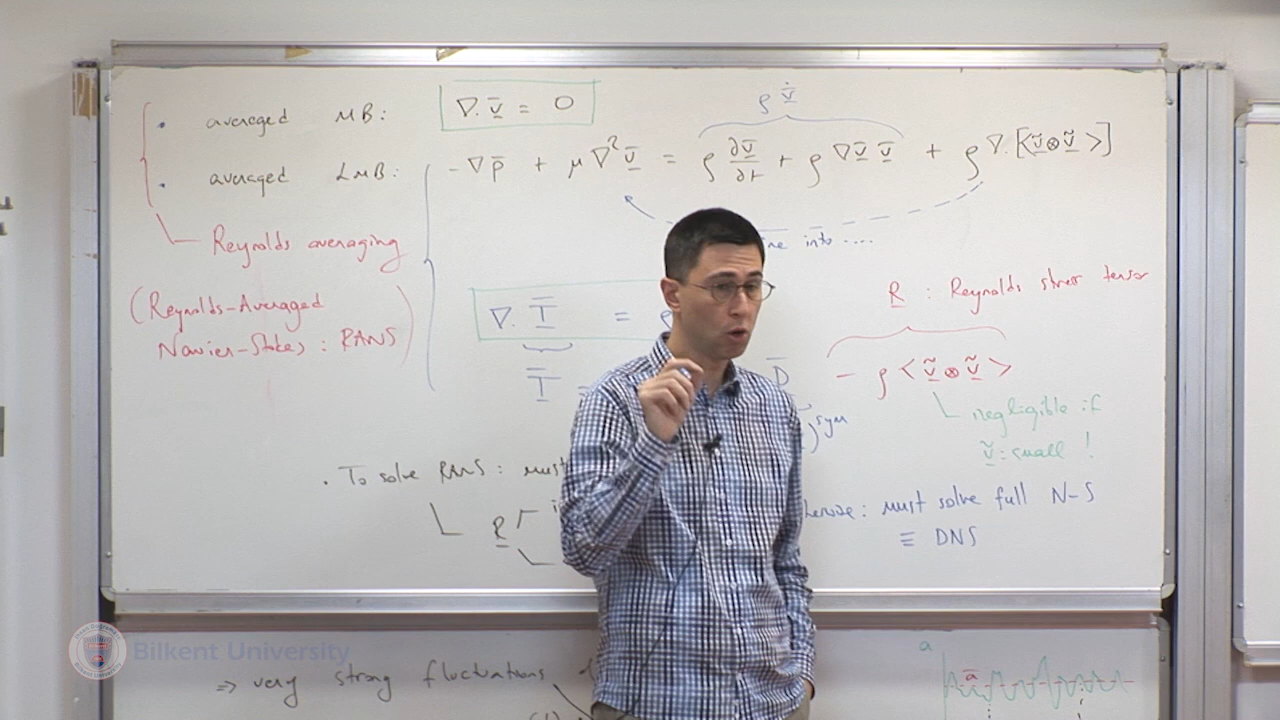 • averaged MB: ∇·v̄ = 0
ρ v̄̇
• averaged LMB: -∇p̄ + μ∇²v̄ = ρ ∂v̄/∂t + ρ ∇v̄ v̄ + ρ ∇·[<ṽ⊗ṽ>]
Reynolds averaging
into ....
(Reynolds-Averaged
Navier-Stokes : RANS)
R : Reynolds stress tensor
∇·T̄ = ρ
T̄ = D̄ - ρ<ṽ⊗ṽ>
sym
negligible if
ṽ: small !
• To solve RANS : must
R
must solve full N-S
≡ DNS
Bilkent University
⇒ very strong fluctuations
a
ā